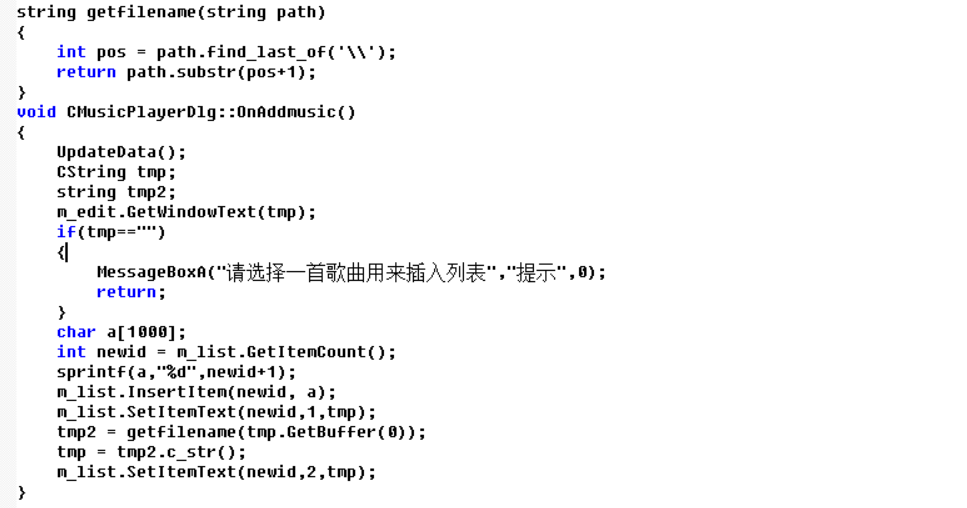 string getfilename(string path)
{
    int pos = path.find_last_of('\\');
    return path.substr(pos+1);
}
void CMusicPlayerDlg::OnAddmusic()
{
    UpdateData();
    CString tmp;
    string tmp2;
    m_edit.GetWindowText(tmp);
    if(tmp=="")
    {
        MessageBoxA("请选择一首歌曲用来插入列表","提示",0);
        return;
    }
    char a[1000];
    int newid = m_list.GetItemCount();
    sprintf(a,"%d",newid+1);
    m_list.InsertItem(newid, a);
    m_list.SetItemText(newid,1,tmp);
    tmp2 = getfilename(tmp.GetBuffer(0));
    tmp = tmp2.c_str();
    m_list.SetItemText(newid,2,tmp);
}